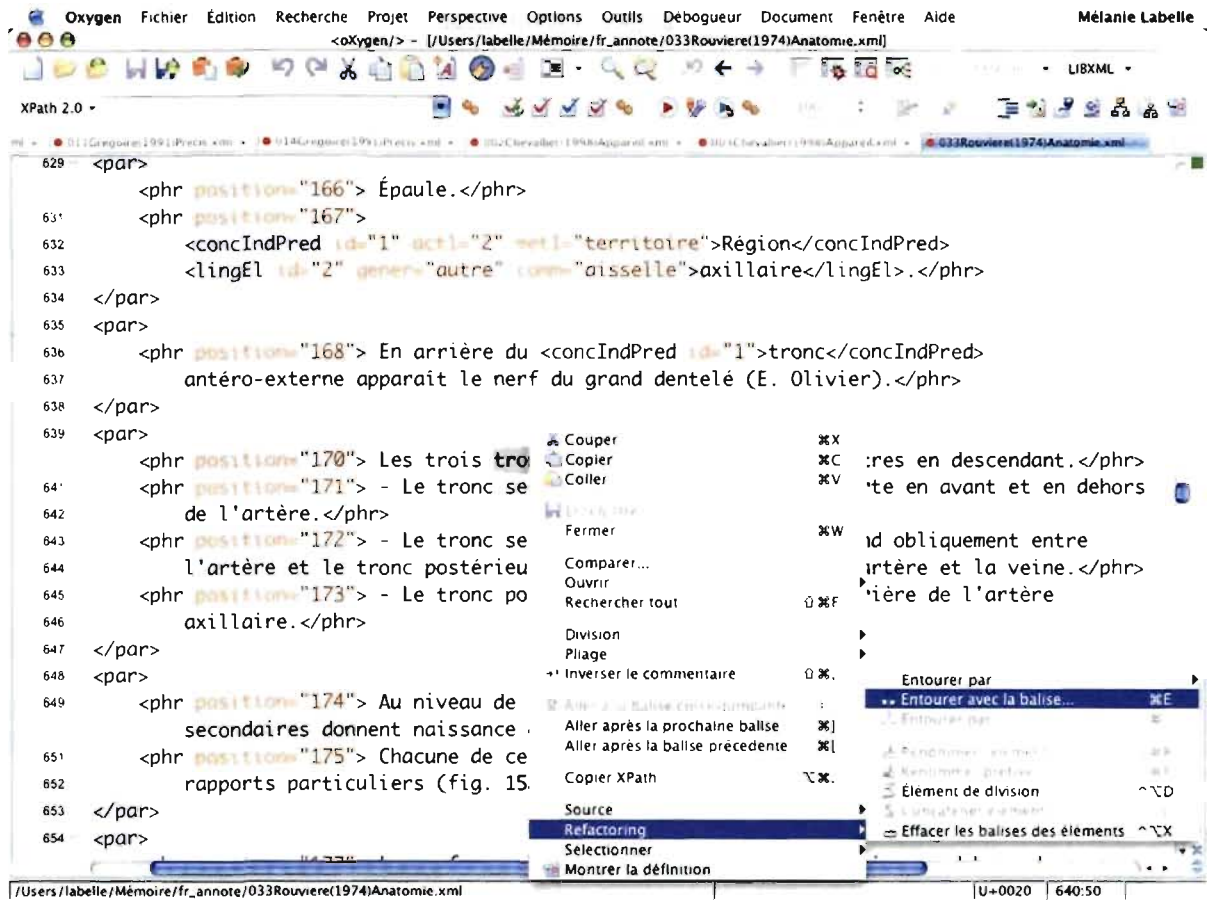 Oxygen Fichier Édition Recherche Projet Perspective Options Outils Débogueur Document Fenêtre Aide Mélanie Labelle
<oXygen/> - [/Users/labelle/Mémoire/fr_annote/033Rouviere(1974)Anatomie.xml]
LIBXML
XPath 2.0
033Rouviere(1974)Anatomie.xml
629 <par>
<phr position="166"> Épaule.</phr>
631 <phr position="167">
632 <concIndPred id="1" act1="2" met1="territoire">Région</concIndPred>
633 <lingEl id="2" gener="autre" comm="aisselle">axillaire</lingEl>.</phr>
634 </par>
635 <par>
636 <phr position="168"> En arrière du <concIndPred id="1">tronc</concIndPred>
637 antéro-externe apparaît le nerf du grand dentelé (E. Olivier).</phr>
638 </par>
639 <par>
<phr position="170"> Les trois tro :res en descendant.</phr>
641 <phr position="171"> - Le tronc se te en avant et en dehors
642 de l'artère.</phr>
643 <phr position="172"> - Le tronc se nd obliquement entre
644 l'artère et le tronc postérieu rtère et la veine.</phr>
645 <phr position="173"> - Le tronc po rière de l'artère
646 axillaire.</phr>
647 </par>
648 <par>
649 <phr position="174"> Au niveau de
secondaires donnent naissance
651 <phr position="175"> Chacune de ce
652 rapports particuliers (fig. 15
653 </par>
654 <par>
Couper ⌘X
Copier ⌘C
Coller ⌘V
Fermer ⌘W
Comparer...
Ouvrir
Rechercher tout ⇧⌘F
Division
Pliage
Inverser le commentaire ⇧⌘,
Aller après la prochaine balise ⌘]
Aller après la balise précedente ⌘[
Copier XPath ⌥⌘.
Source
Refactoring
Selectionner
Montrer la définition
Entourer par
Entourer avec la balise... ⌘E
Entourer par
Élément de division ^⌥D
Effacer les balises des éléments ^⌥X
/Users/labelle/Mémoire/fr_annote/033Rouviere(1974)Anatomie.xml U+0020 640:50